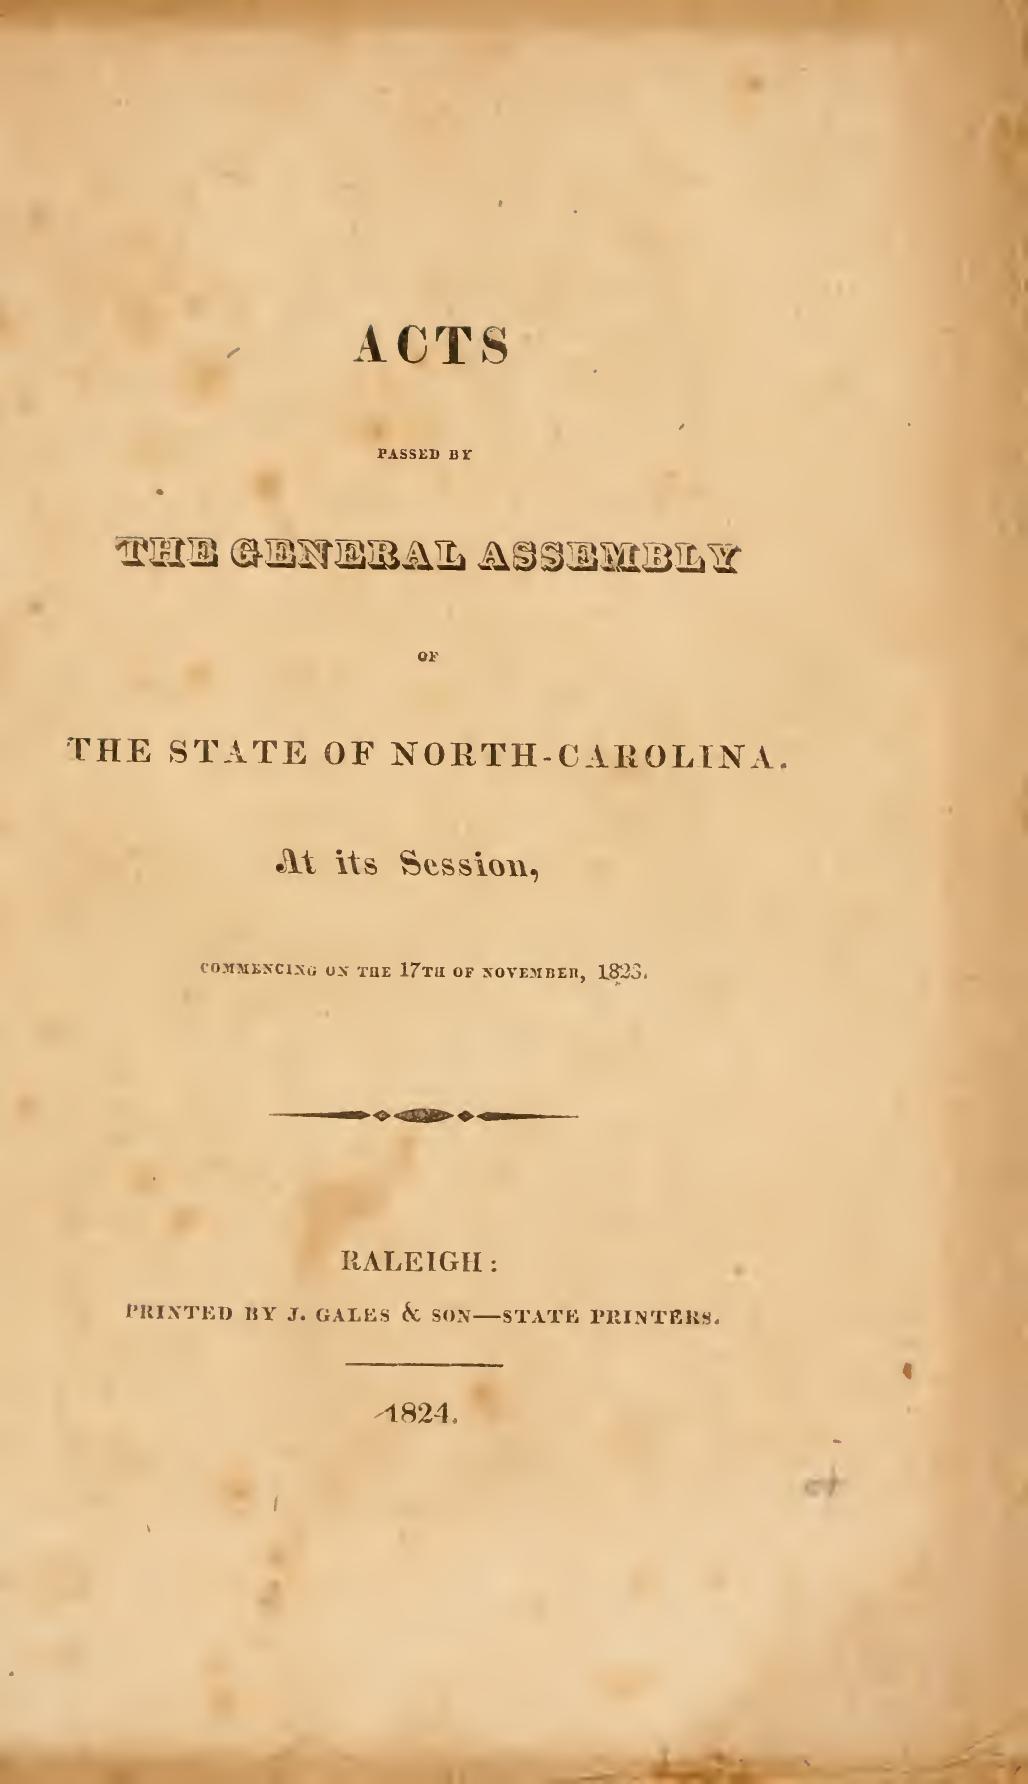 ACTS
PASSED BY
THE GENERAL ASSEMBLY
OF
THE STATE OF NORTH-CAROLINA.
At its Session,
COMMENCING ON THE 17TH OF NOVEMBER, 1823.
RALEIGH:
PRINTED BY J. GALES & SON—STATE PRINTERS.
1824.